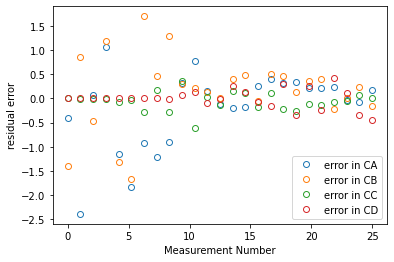 1.5
1.0
0.5
0.0
−0.5
−1.0
−1.5
−2.0
−2.5
residual error
error in CA
error in CB
error in CC
error in CD
0
5
10
15
20
25
Measurement Number